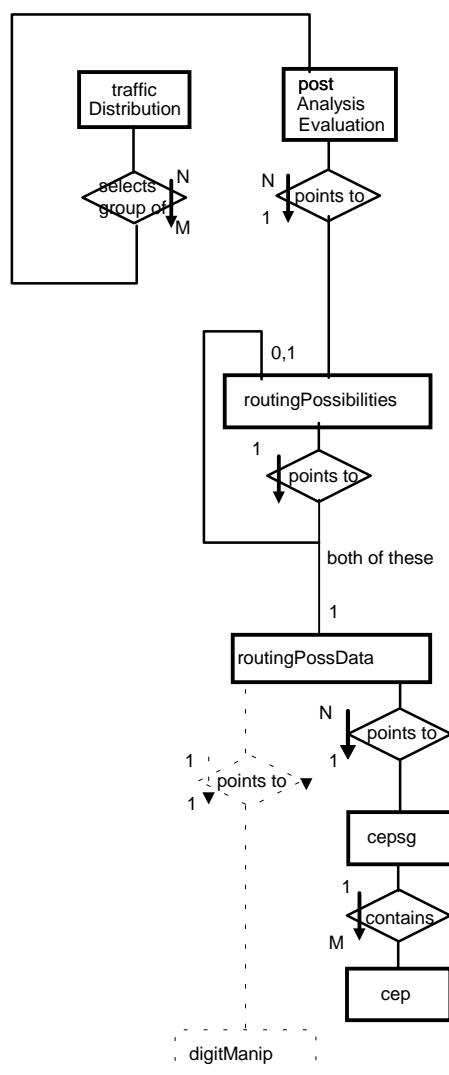 traffic
Distribution
post
Analysis
Evaluation
selects
group of
N
M
N
points to
1
0,1
routingPossibilities
1
points to
both of these
1
routingPossData
N
points to
1
1
points to
1
cepsg
1
contains
M
cep
digitManip